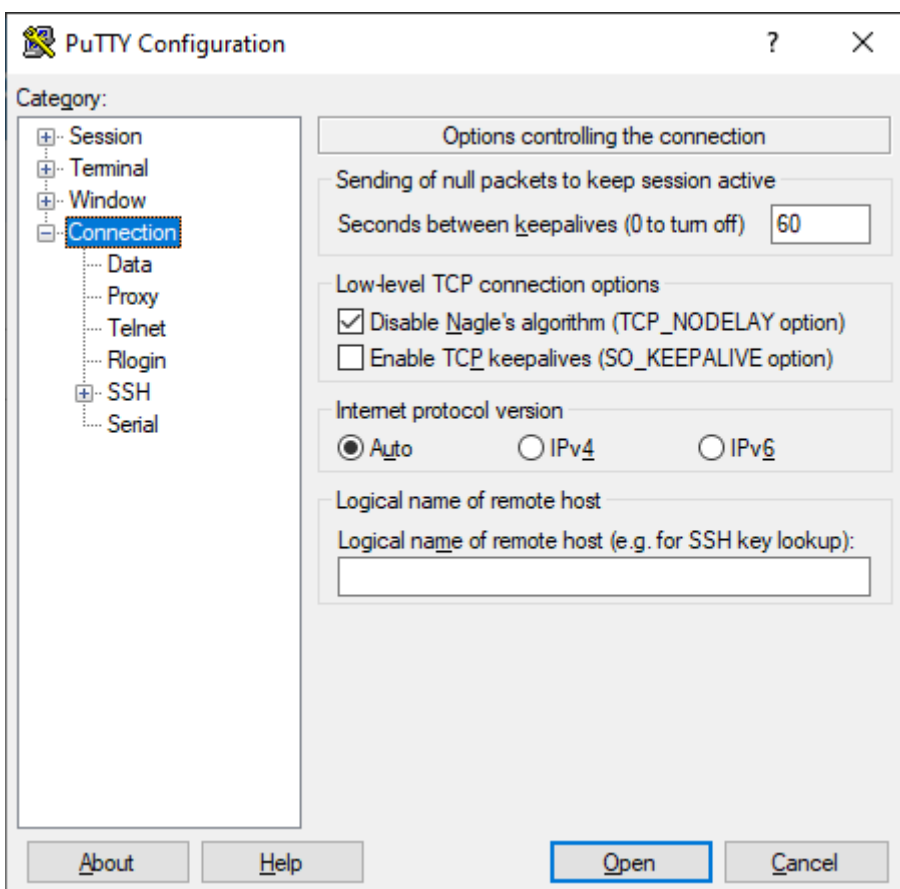 PuTTY Configuration
?
Category:
Session
Terminal
Window
Connection
Data
Proxy
Telnet
Rlogin
SSH
Serial
Options controlling the connection
Sending of null packets to keep session active
Seconds between keepalives (0 to turn off) 60
Low-level TCP connection options
Disable Nagle's algorithm (TCP_NODELAY option)
Enable TCP keepalives (SO_KEEPALIVE option)
Internet protocol version
Auto IPv4 IPv6
Logical name of remote host
Logical name of remote host (e.g. for SSH key lookup):
About Help Open Cancel